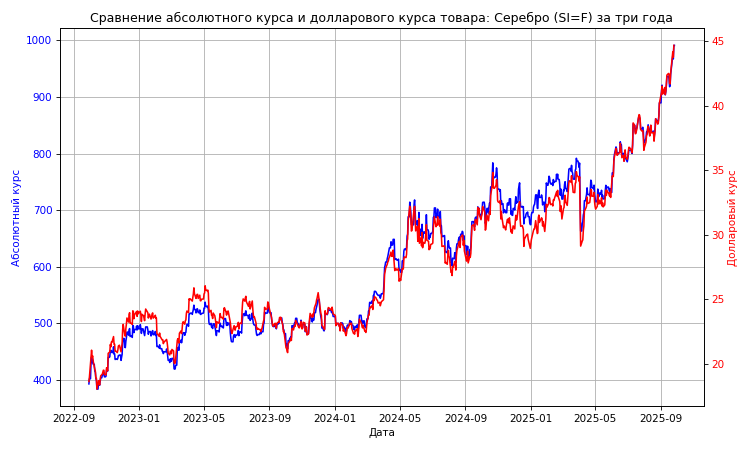 Сравнение абсолютного курса и долларового курса товара: Серебро (SI=F) за три года
1000
900
800
700
600
500
400
Абсолютный курс
45
40
35
30
25
20
Долларовый курс
2022-09 2023-01 2023-05 2023-09 2024-01 2024-05 2024-09 2025-01 2025-05 2025-09
Дата